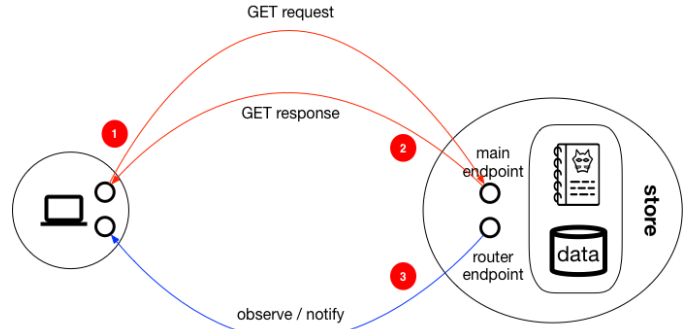 GET request
GET response
1
2
main
endpoint
store
data
router
endpoint
3
observe / notify